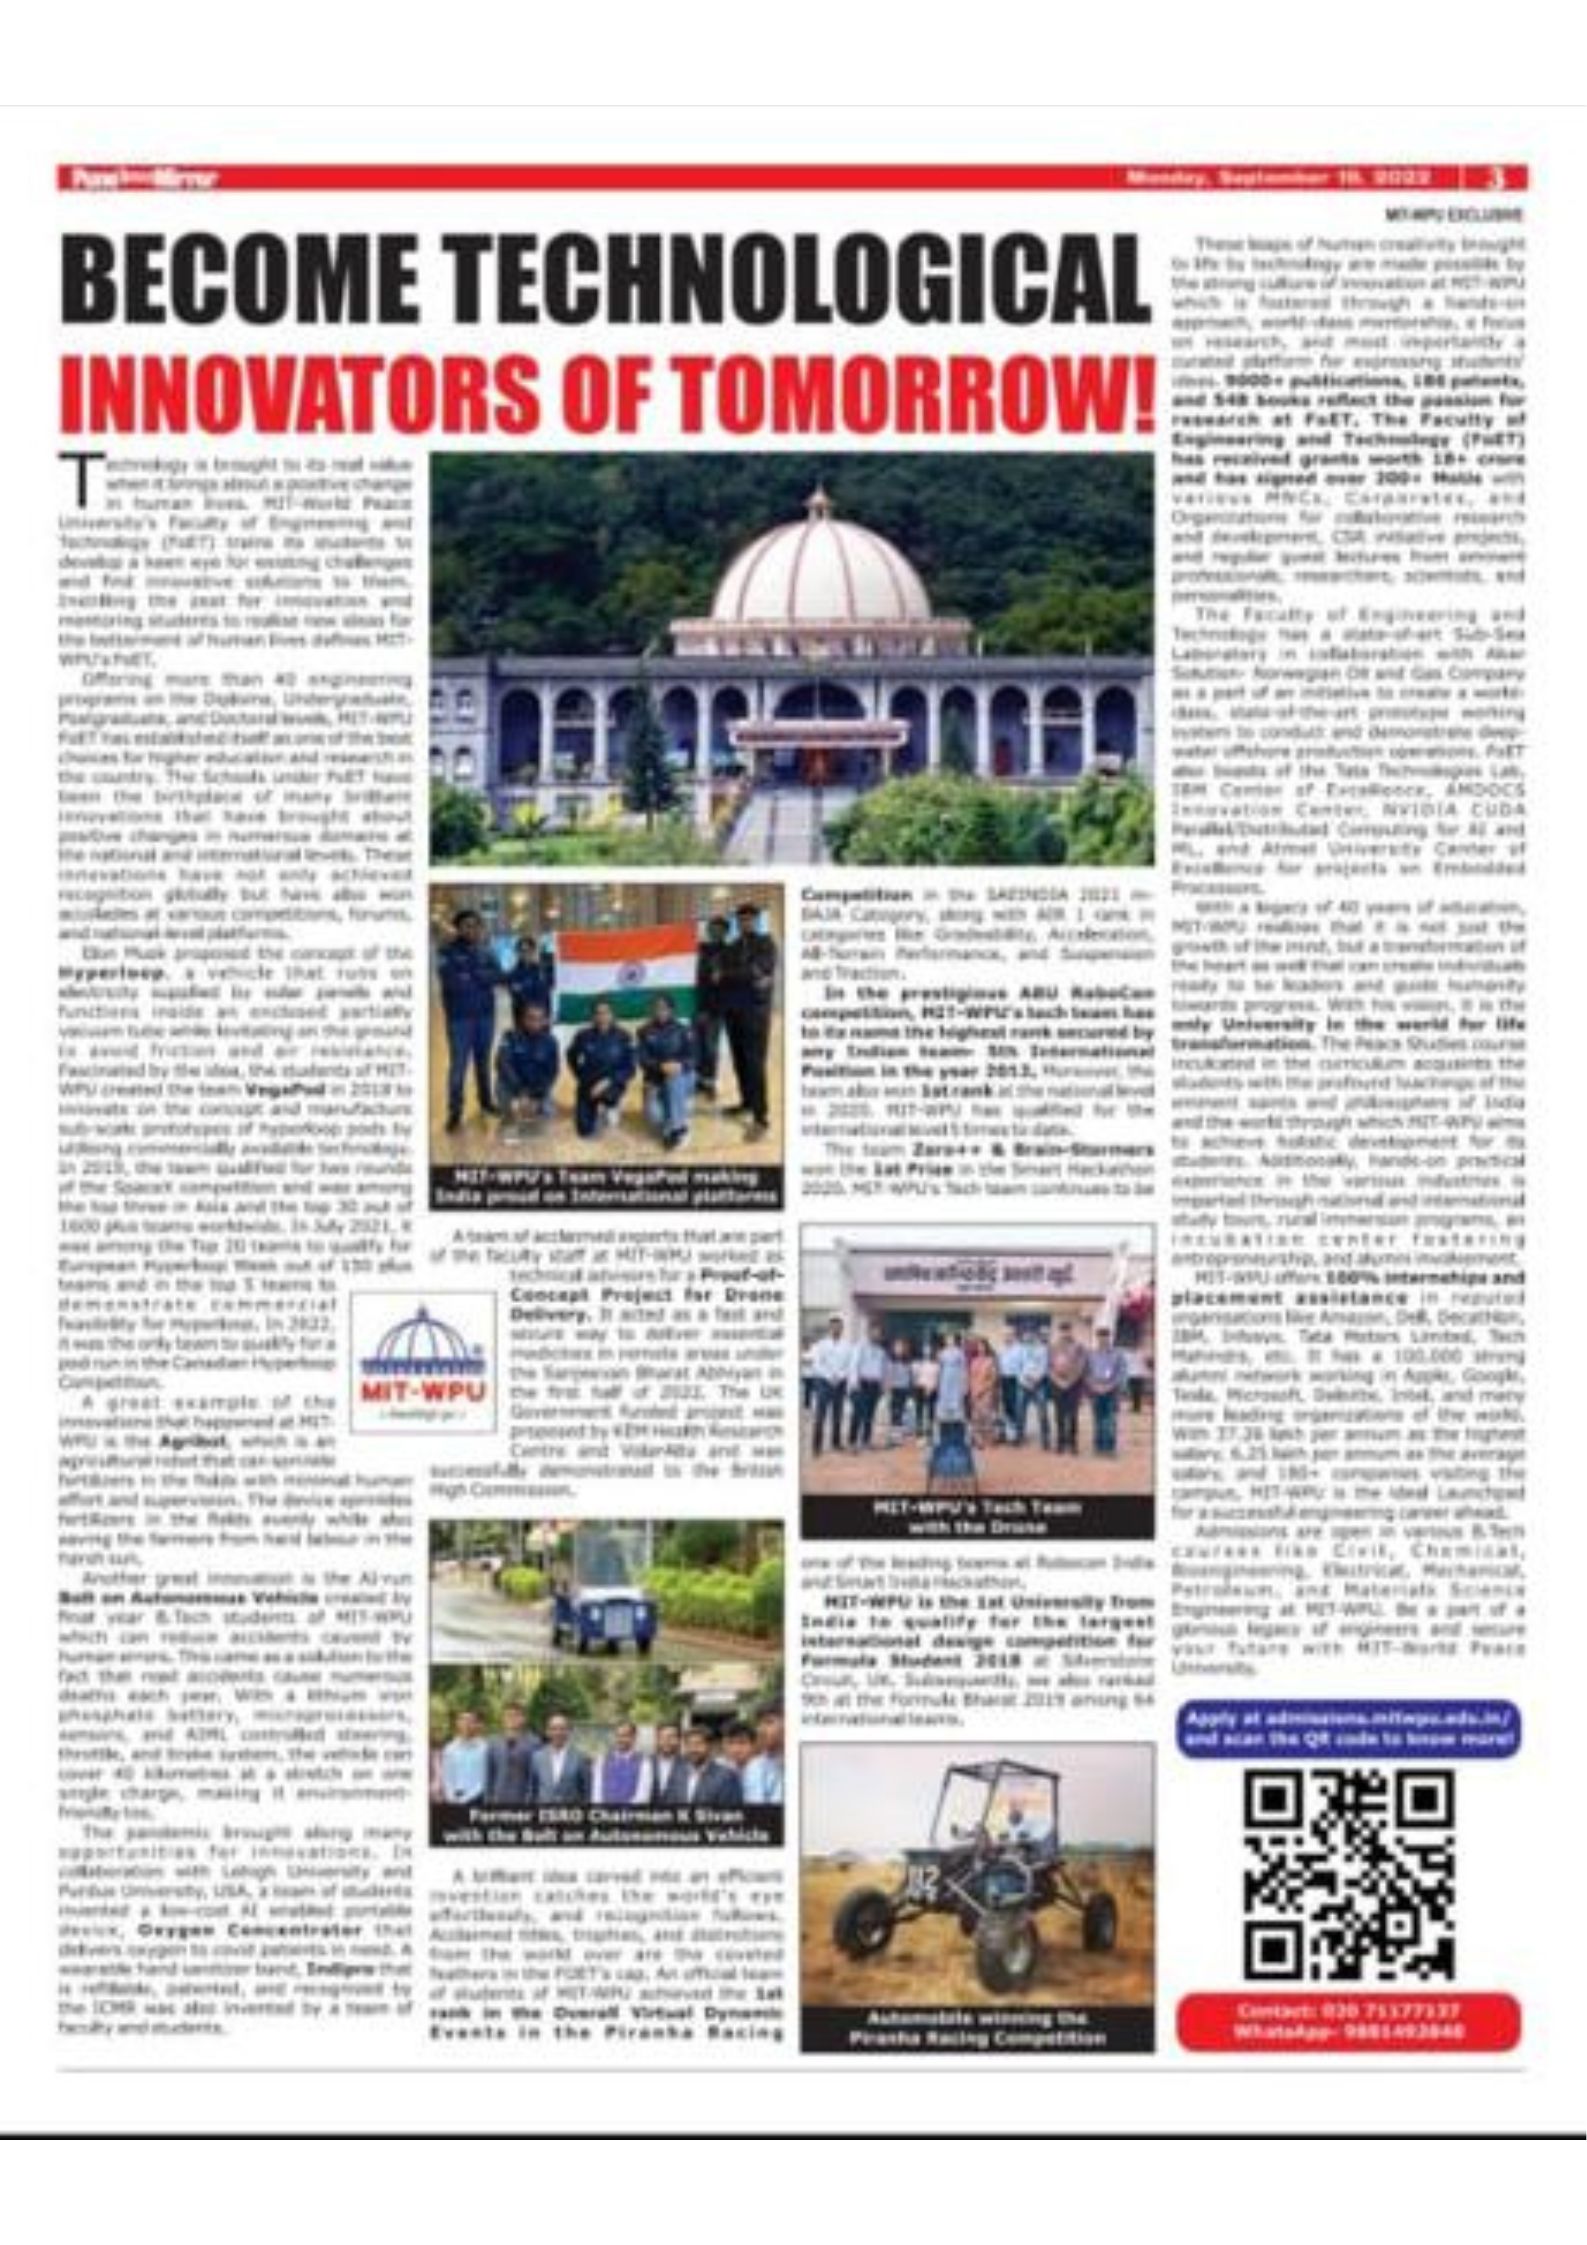 Pune Mirror
Monday, September 19, 2022 3
MIT-WPU EXCLUSIVE
BECOME TECHNOLOGICAL
INNOVATORS OF TOMORROW!
Technology is brought to its real value
when it brings about a positive change
in human lives. MIT-World Peace
University's Faculty of Engineering and
Technology (FoET) trains its students to
develop a keen eye for existing challenges
and find innovative solutions to them.
Instilling the zeal for innovation and
mentoring students to realise new ideas for
the betterment of human lives defines MIT-
WPU's FoET.
Offering more than 40 engineering
programs on the Diploma, Undergraduate,
Postgraduate, and Doctoral levels, MIT-WPU
FoET has established itself as one of the best
choices for higher education and research in
the country. The Schools under FoET have
been the birthplace of many brilliant
innovations that have brought about
positive changes in numerous domains at
the national and international levels. These
innovations have not only achieved
recognition globally but have also won
accolades at various competitions, forums,
and national-level platforms.
Elon Musk proposed the concept of the
Hyperloop, a vehicle that runs on
electricity supplied by solar panels and
functions inside an enclosed partially
vacuum tube while levitating on the ground
to avoid friction and air resistance.
Fascinated by the idea, the students of MIT-
WPU created the team VegaPod in 2018 to
innovate on the concept and manufacture
sub-scale prototypes of hyperloop pods by
utilising commercially available technology.
In 2019, the team qualified for two rounds
of the SpaceX competition and was among
the top three in Asia and the top 30 out of
1600 plus teams worldwide. In July 2021, it
was among the Top 20 teams to qualify for
European Hyperloop Week out of 150 plus
teams and in the top 5 teams to
demonstrate commercial
feasibility for Hyperloop. In 2022,
it was the only team to qualify for a
pod run in the Canadian Hyperloop
Competition.
A great example of the
innovations that happened at MIT-
WPU is the Agribot, which is an
agricultural robot that can sprinkle
fertilizers in the fields with minimal human
effort and supervision. The device sprinkles
fertilizers in the fields evenly while also
saving the farmers from hard labour in the
harsh sun.
Another great innovation is the AI-run
Bolt on Autonomous Vehicle created by
final year B.Tech students of MIT-WPU
which can reduce accidents caused by
human errors. This came as a solution to the
fact that road accidents cause numerous
deaths each year. With a lithium iron
phosphate battery, microprocessors,
sensors, and AIML controlled steering,
throttle, and brake system, the vehicle can
cover 40 kilometres at a stretch on one
single charge, making it environment-
friendly too.
The pandemic brought along many
opportunities for innovations. In
collaboration with Lehigh University and
Purdue University, USA, a team of students
invented a low-cost AI enabled portable
device, Oxygen Concentrator that
delivers oxygen to covid patients in need. A
wearable hand sanitizer band, Indipro that
is refillable, patented, and recognized by
the ICMR was also invented by a team of
faculty and students.
MIT-WPU's Team VegaPod making
India proud on International platforms
A team of acclaimed experts that are part
of the faculty staff at MIT-WPU worked as
technical advisors for a Proof-of-
Concept Project for Drone
Delivery. It acted as a fast and
secure way to deliver essential
medicines in remote areas under
the Sanjeevan Bharat Abhiyan in
the first half of 2022. The UK
Government funded project was
proposed by KEM Health Research
Centre and and was
successfully demonstrated to the British
High Commission.
MIT-WPU
Former ISRO Chairman K Sivan
with the Bolt on Autonomous Vehicle
A brilliant idea carved into an efficient
invention catches the world's eye
effortlessly, and recognition follows.
Acclaimed titles, trophies, and distinctions
from the world over are the coveted
feathers in the FOET's cap. An official team
of students of MIT-WPU achieved the 1st
rank in the Overall Virtual Dynamic
Events in the Piranha Racing
Competition in the SAEINDIA 2021 m-
BAJA Category, along with AIR 1 rank in
categories like Gradeability, Acceleration,
All-Terrain Performance, and Suspension
and Traction.
In the prestigious ABU RoboCon
competition, MIT-WPU's tech team has
to its name the highest rank secured by
any Indian team- 5th International
Position in the year 2012. Moreover, the
team also won 1st rank at the national level
in 2020. MIT-WPU has qualified for the
international level 5 times to date.
The team Zero++ & Brain-Stormers
won the 1st Prize in the Smart Hackathon
2020. MIT-WPU's Tech team continues to be
MIT-WPU's Tech Team
with the Drone
one of the leading teams at Robocon India
and Smart India Hackathon.
MIT-WPU is the 1st University from
India to qualify for the largest
international design competition for
Formula Student 2018 at Silverstone
Circuit, UK. Subsequently, we also ranked
9th at the Formula Bharat 2019 among 64
international teams.
112
Automobile winning the
Piranha Racing Competition
These leaps of human creativity brought
to life by technology are made possible by
the strong culture of innovation at MIT-WPU
which is fostered through a hands-on
approach, world-class mentorship, a focus
on research, and most importantly a
curated platform for expressing students'
ideas. 9000+ publications, 186 patents,
and 548 books reflect the passion for
research at FoET. The Faculty of
Engineering and Technology (FoET)
has received grants worth 18+ crore
and has signed over 200+ MoUs with
various MNCs, Corporates, and
Organizations for collaborative research
and development, CSR initiative projects,
and regular guest lectures from eminent
professionals, researchers, scientists, and
personalities.
The Faculty of Engineering and
Technology has a state-of-art Sub-Sea
Laboratory in collaboration with Aker
Solution- Norwegian Oil and Gas Company
as a part of an initiative to create a world-
class, state-of-the-art prototype working
system to conduct and demonstrate deep-
water offshore production operations. FoET
also boasts of the Tata Technologies Lab,
IBM Center of Excellence, AMDOCS
Innovation Center, NVIDIA CUDA
Parallel/Distributed Computing for AI and
ML, and Atmel University Center of
Excellence for projects on Embedded
Processors.
With a legacy of 40 years of education,
MIT-WPU realizes that it is not just the
growth of the mind, but a transformation of
the heart as well that can create individuals
ready to be leaders and guide humanity
towards progress. With his vision, it is the
only University in the world for life
transformation. The Peace Studies course
inculcated in the curriculum acquaints the
students with the profound teachings of the
eminent saints and philosophers of India
and the world through which MIT-WPU aims
to achieve holistic development for its
students. Additionally, hands-on practical
experience in the various industries is
imparted through national and international
study tours, rural immersion programs, an
incubation center fostering
entrepreneurship, and alumni involvement.
MIT-WPU offers 100% internships and
placement assistance in reputed
organisations like Amazon, Dell, Decathlon,
IBM, Infosys, Tata Motors Limited, Tech
Mahindra, etc. It has a 100,000 strong
alumni network working in Apple, Google,
Tesla, Microsoft, Deloitte, Intel, and many
more leading organizations of the world.
With 37.26 lakh per annum as the highest
salary, 6.25 lakh per annum as the average
salary, and 180+ companies visiting the
campus, MIT-WPU is the ideal Launchpad
for a successful engineering career ahead.
Admissions are open in various B.Tech
courses like Civil, Chemical,
Bioengineering, Electrical, Mechanical,
Petroleum, and Materials Science
Engineering at MIT-WPU. Be a part of a
glorious legacy of engineers and secure
your future with MIT-World Peace
University.
Apply at admissions.mitwpu.edu.in/
and scan the QR code to know more!
Contact: 020 71177137
WhatsApp- 9881492848